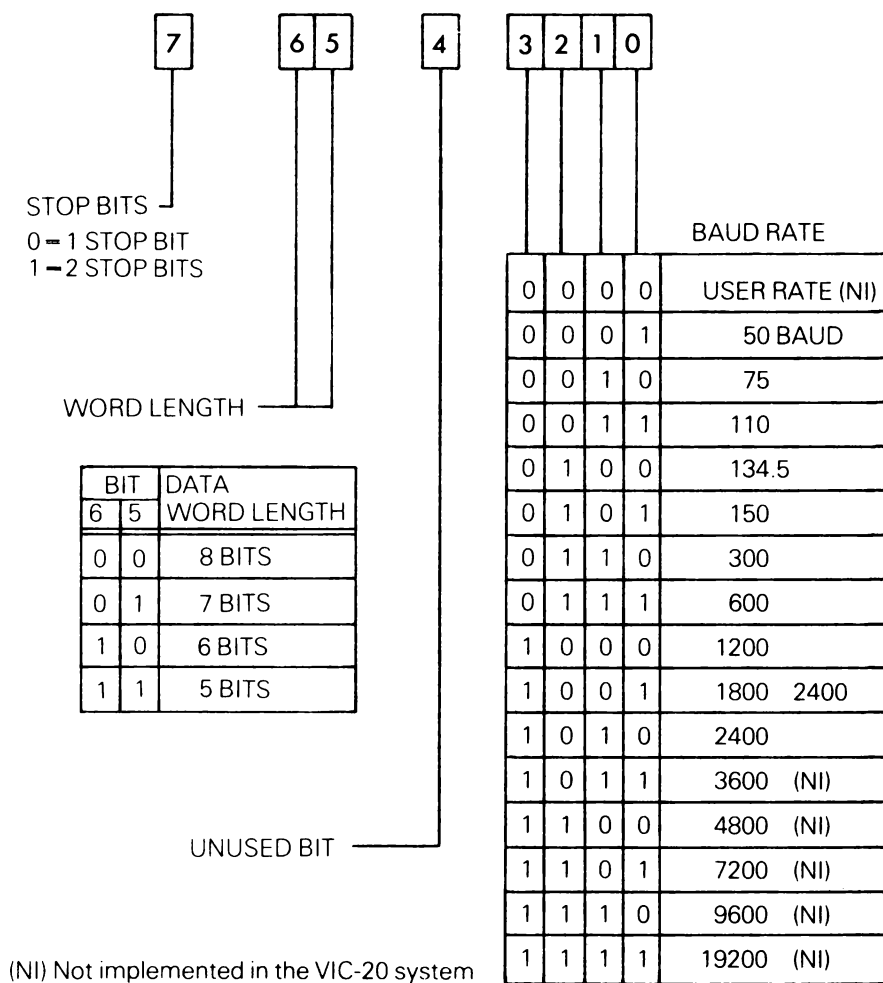 7 6 5 4 3 2 1 0
STOP BITS
0 = 1 STOP BIT
1 – 2 STOP BITS
WORD LENGTH
BIT DATA
6 5 WORD LENGTH
0 0 8 BITS
0 1 7 BITS
1 0 6 BITS
1 1 5 BITS
UNUSED BIT
BAUD RATE
0 0 0 0 USER RATE (NI)
0 0 0 1 50 BAUD
0 0 1 0 75
0 0 1 1 110
0 1 0 0 134.5
0 1 0 1 150
0 1 1 0 300
0 1 1 1 600
1 0 0 0 1200
1 0 0 1 1800 2400
1 0 1 0 2400
1 0 1 1 3600 (NI)
1 1 0 0 4800 (NI)
1 1 0 1 7200 (NI)
1 1 1 0 9600 (NI)
1 1 1 1 19200 (NI)
(NI) Not implemented in the VIC-20 system